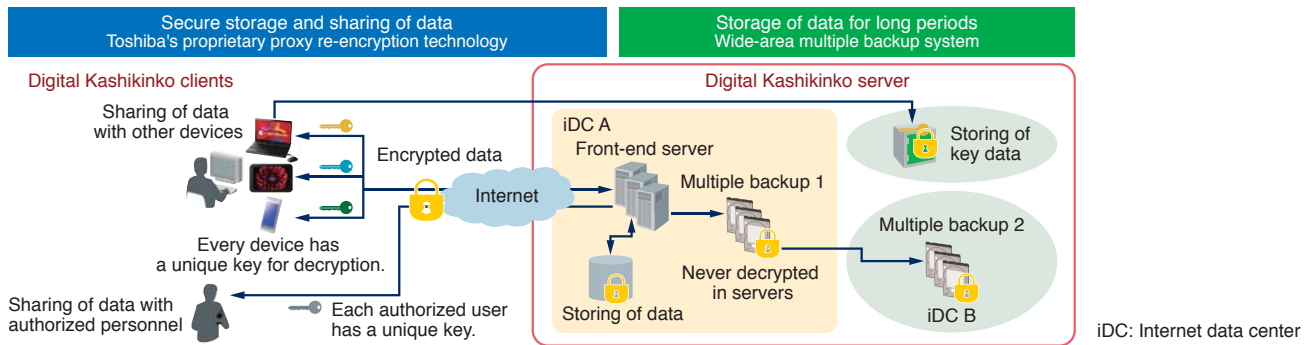 Secure storage and sharing of data
Toshiba's proprietary proxy re-encryption technology
Storage of data for long periods
Wide-area multiple backup system
Digital Kashikinko clients
Digital Kashikinko server
Sharing of data
with other devices
Encrypted data
Internet
Every device has
a unique key for decryption.
Sharing of data with
authorized personnel
Each authorized user
has a unique key.
iDC A
Front-end server
Multiple backup 1
Never decrypted
in servers
Storing of data
Storing of
key data
Multiple backup 2
iDC B
iDC: Internet data center